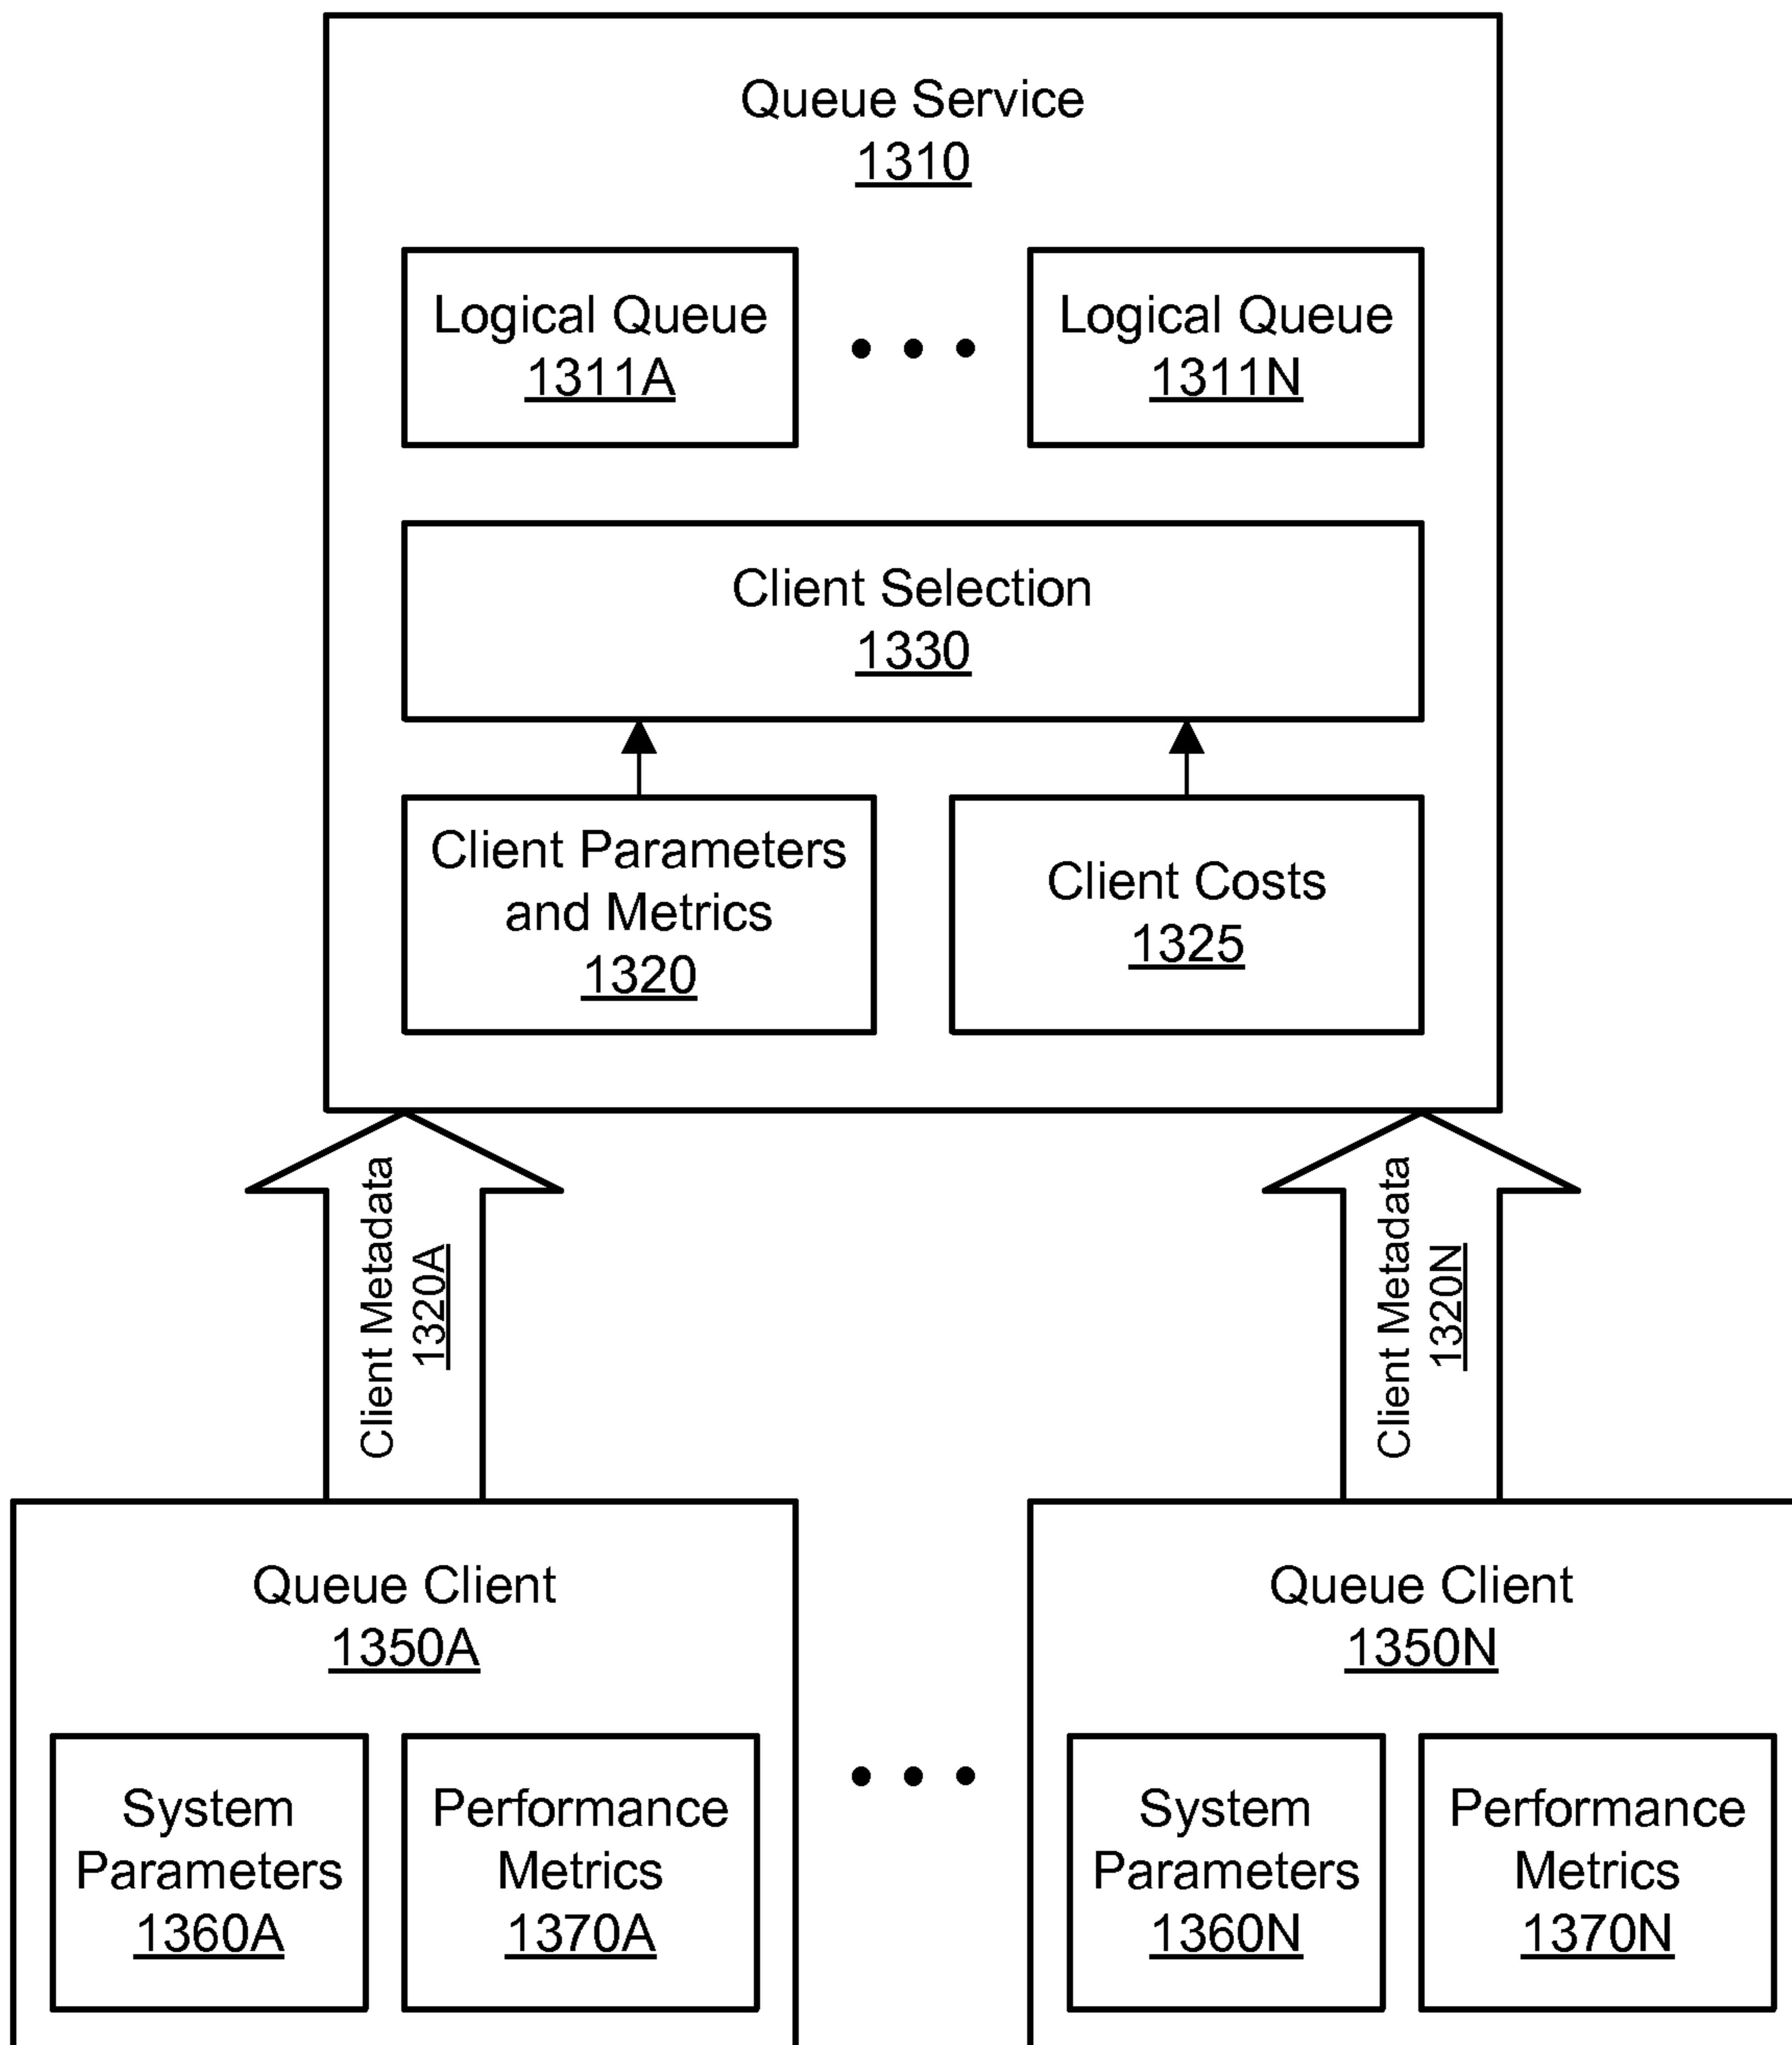 Queue Service
1310
Logical Queue
1311A
Logical Queue
1311N
Client Selection
1330
Client Parameters
and Metrics
1320
Client Costs
1325
Client Metadata
1320A
Client Metadata
1320N
Queue Client
1350A
System
Parameters
1360A
Performance
Metrics
1370A
Queue Client
1350N
System
Parameters
1360N
Performance
Metrics
1370N